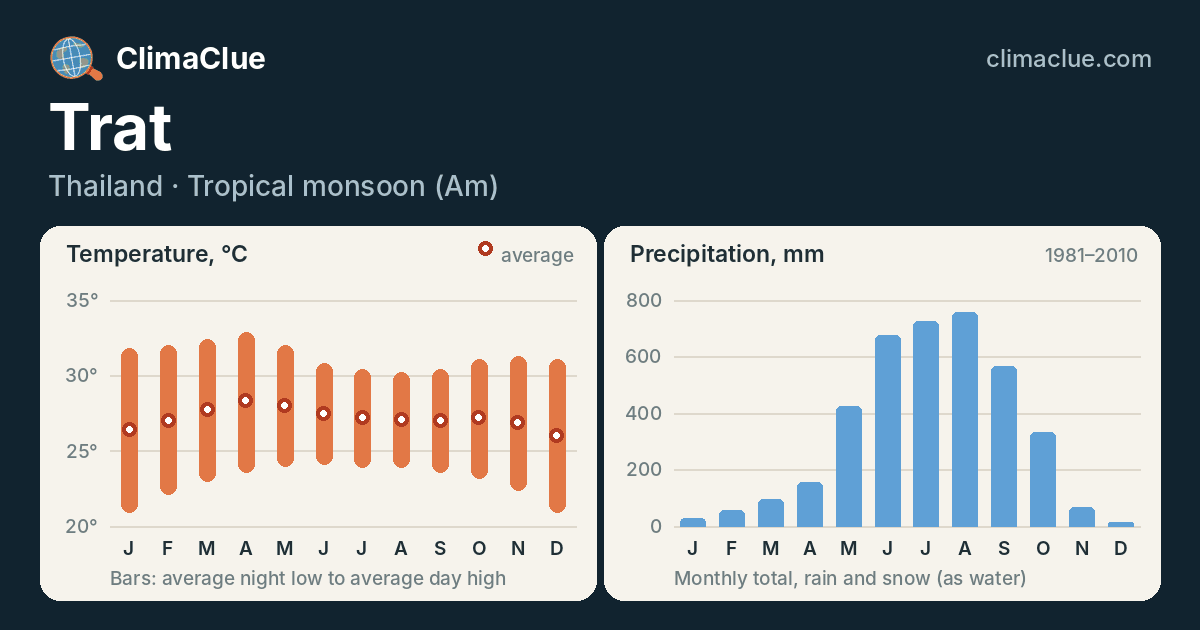 ClimaClue
climaclue.com
Trat
Thailand · Tropical monsoon (Am)
Temperature, °C
average
35°
30°
25°
20°
J F M A M J J A S O N D
Bars: average night low to average day high
Precipitation, mm
1981–2010
800
600
400
200
0
J F M A M J J A S O N D
Monthly total, rain and snow (as water)